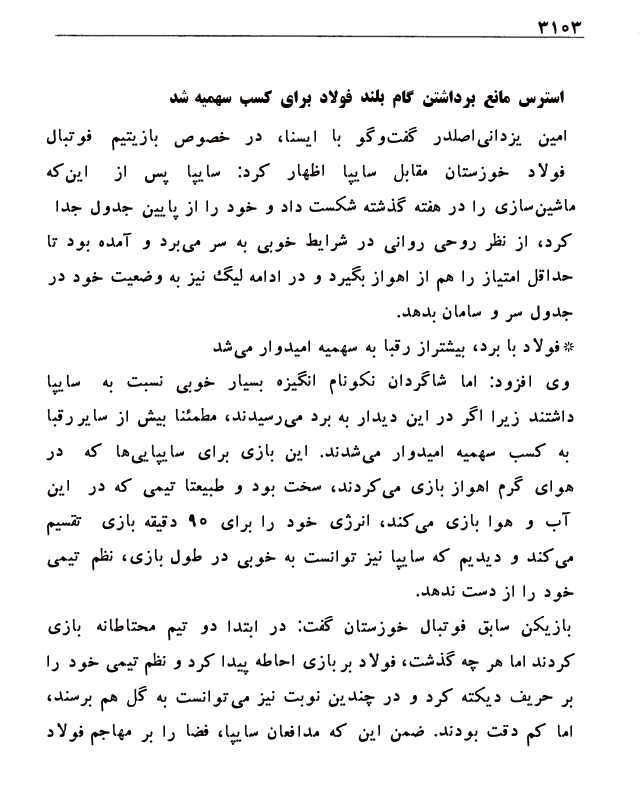 ۳۱۰۳
استرس مانع برداشتن گام بلند فولاد برای کسب سهمیه شد
امین یزدانی‌اصلدر گفت‌وگو با ایسنا، در خصوص بازیتیم فوتبال
فولاد خوزستان مقابل سایپا اظهار کرد: سایپا پس از این‌که
ماشین‌سازی را در هفته گذشته شکست داد و خود را از پایین جدول جدا
کرد، از نظر روحی روانی در شرایط خوبی به سر می‌برد و آمده بود تا
حداقل امتیاز را هم از اهواز بگیرد و در ادامه لیگ نیز به وضعیت خود در
جدول سر و سامان بدهد.
*فولاد با برد، بیشتراز رقبا به سهمیه امیدوار می‌شد
وی افزود: اما شاگردان نکونام انگیزه بسیار خوبی نسبت به سایپا
داشتند زیرا اگر در این دیدار به برد می‌رسیدند، مطمئنا بیش از سایر رقبا
به کسب سهمیه امیدوار می‌شدند. این بازی برای سایپایی‌ها که در
هوای گرم اهواز بازی می‌کردند، سخت بود و طبیعتا تیمی که در این
آب و هوا بازی می‌کند، انرژی خود را برای ۹۰ دقیقه بازی تقسیم
می‌کند و دیدیم که سایپا نیز توانست به خوبی در طول بازی، نظم تیمی
خود را از دست ندهد.
بازیکن سابق فوتبال خوزستان گفت: در ابتدا دو تیم محتاطانه بازی
کردند اما هر چه گذشت، فولاد بر بازی احاطه پیدا کرد و نظم تیمی خود را
بر حریف دیکته کرد و در چندین نوبت نیز می‌توانست به گل هم برسند،
اما کم دقت بودند. ضمن این که مدافعان سایپا، فضا را بر مهاجم فولاد